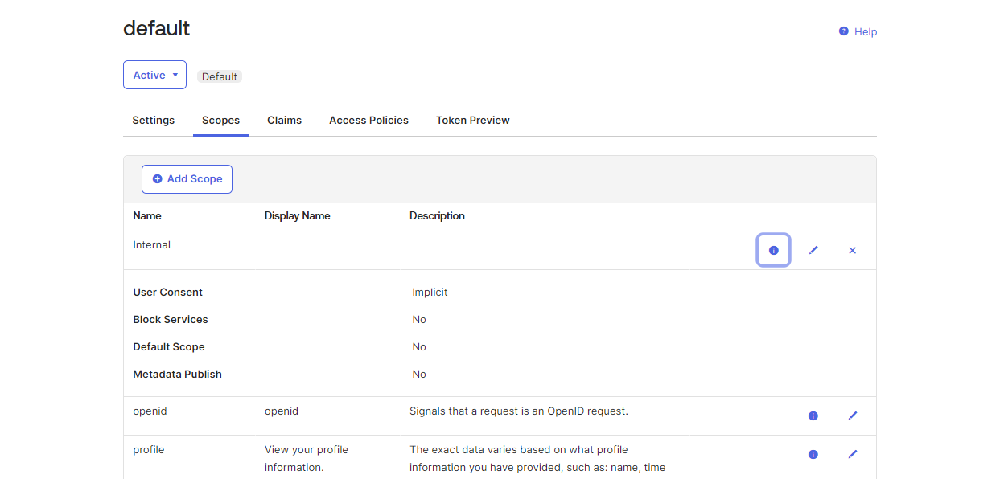 default
Help
Active
Default
Settings Scopes Claims Access Policies Token Preview
Add Scope
Name Display Name Description
Internal
User Consent Implicit
Block Services No
Default Scope No
Metadata Publish No
openid openid Signals that a request is an OpenID request.
profile View your profile The exact data varies based on what profile
information. information you have provided, such as: name, time